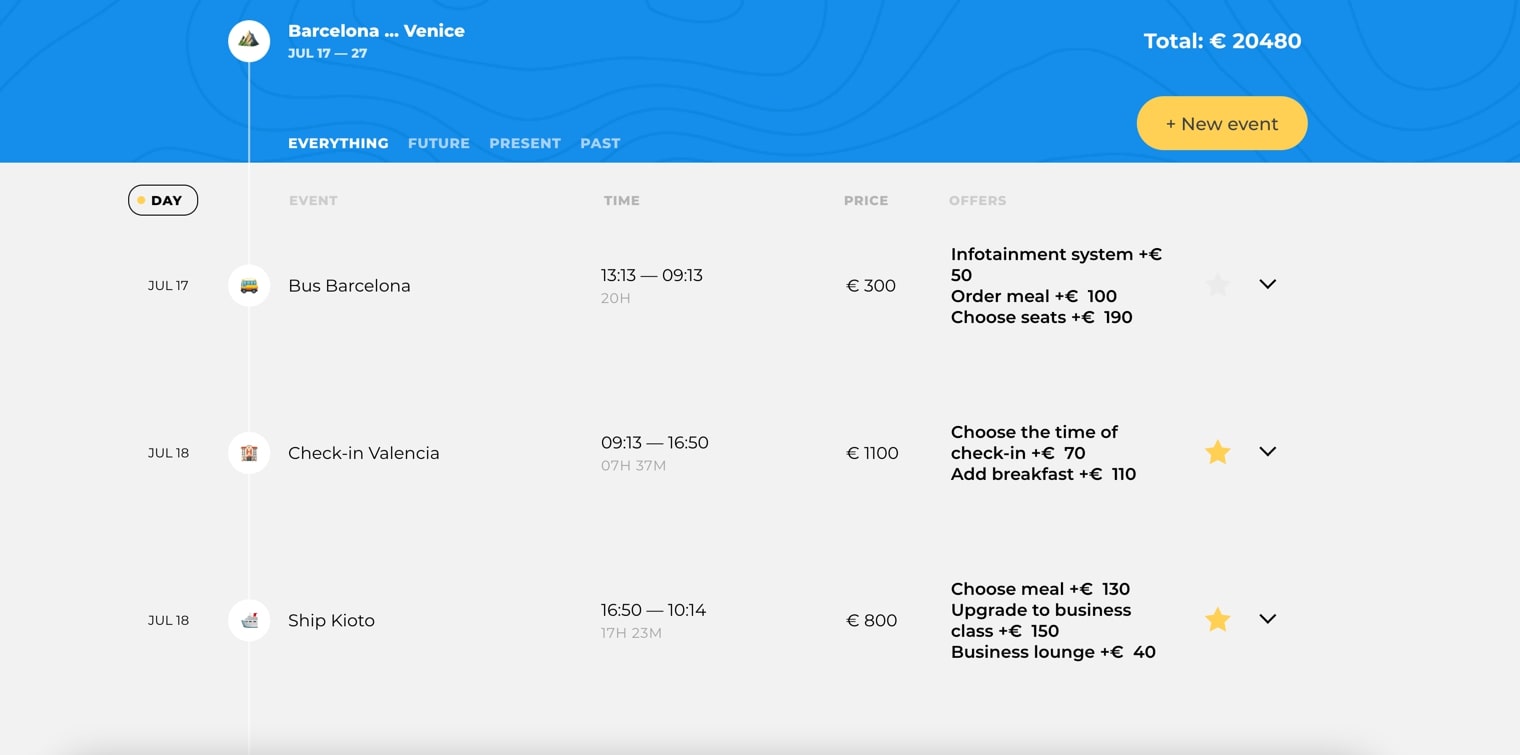 Barcelona ... Venice
JUL 17 — 27
Total: € 20480
+ New event
EVERYTHING FUTURE PRESENT PAST
DAY EVENT TIME PRICE OFFERS
JUL 17
Bus Barcelona
13:13 — 09:13
20H
€ 300
Infotainment system +€
50
Order meal +€ 100
Choose seats +€ 190
JUL 18
Check-in Valencia
09:13 — 16:50
07H 37M
€ 1100
Choose the time of
check-in +€ 70
Add breakfast +€ 110
JUL 18
Ship Kioto
16:50 — 10:14
17H 23M
€ 800
Choose meal +€ 130
Upgrade to business
class +€ 150
Business lounge +€ 40